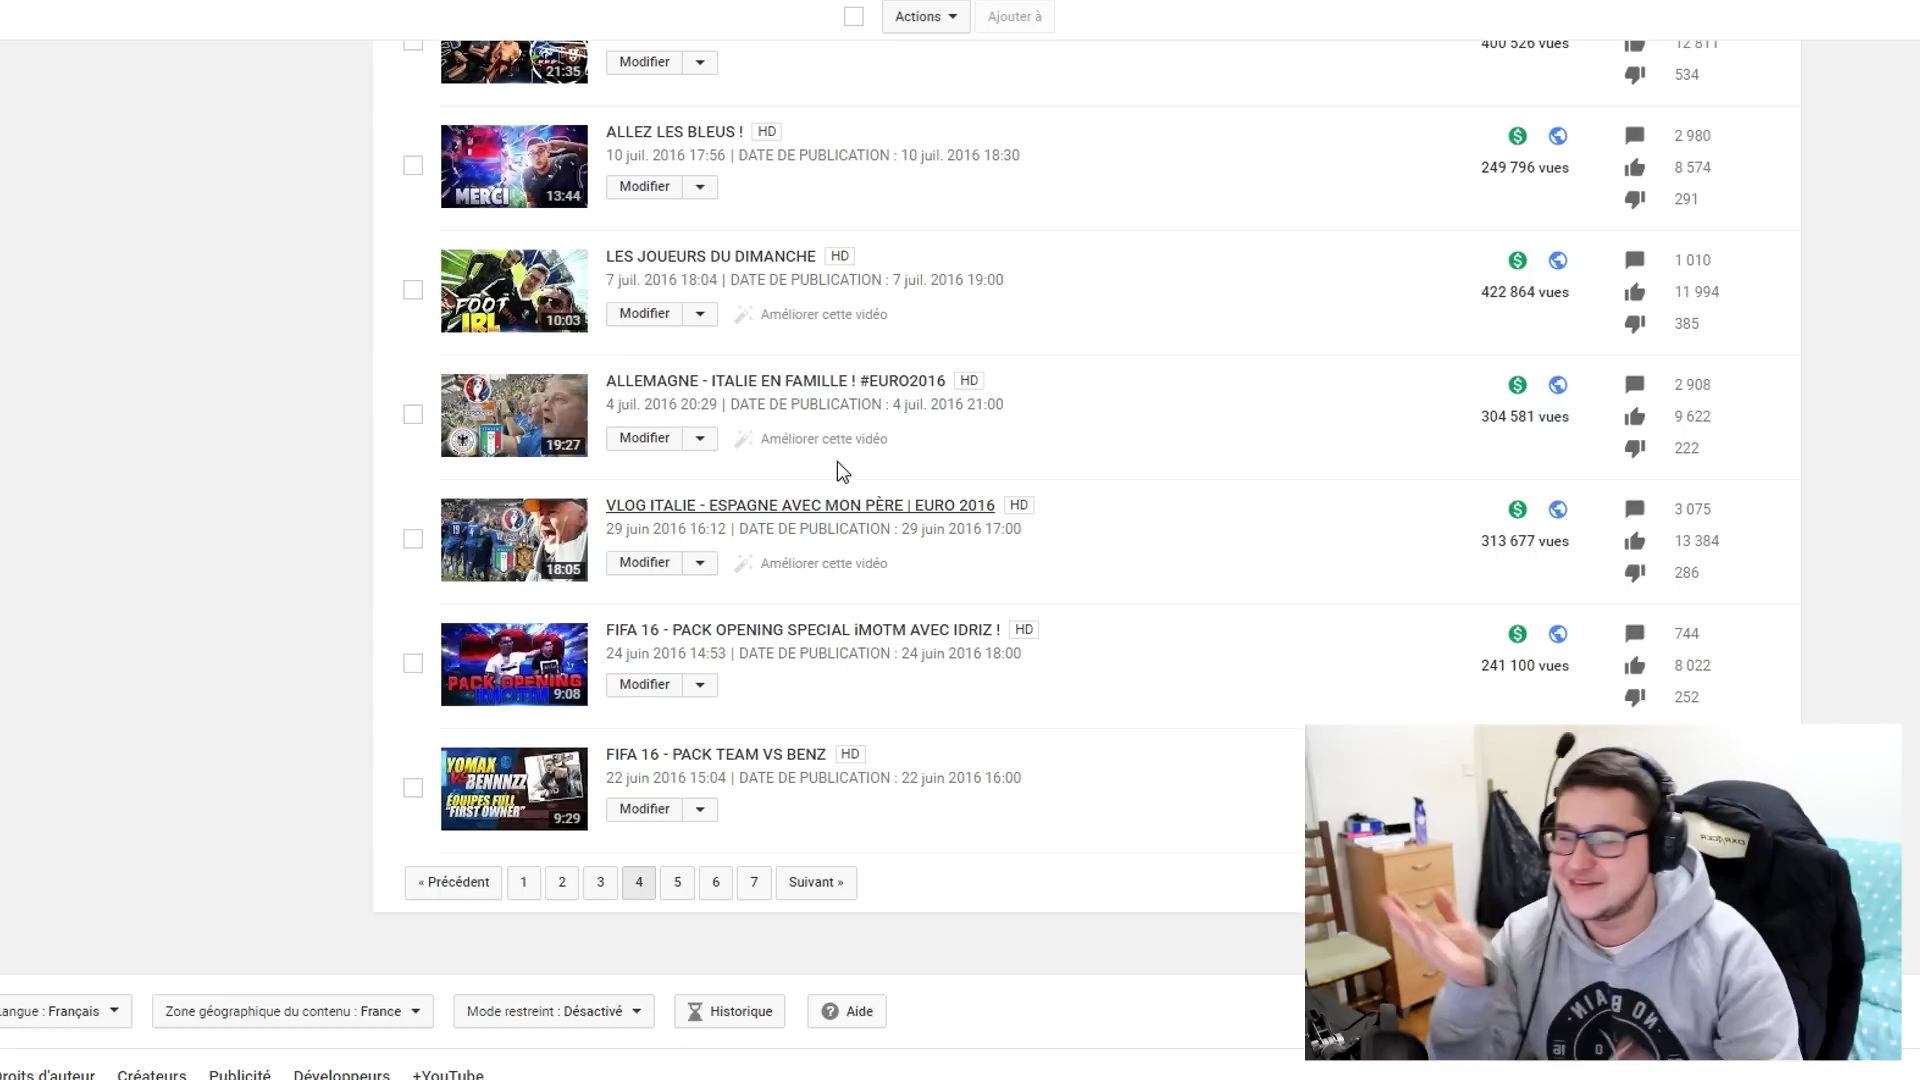 Actions
Ajouter à
21:35
Modifier
400 526 vues
12 811
534
MERCI
13:44
ALLEZ LES BLEUS ! HD
10 juil. 2016 17:56 | DATE DE PUBLICATION : 10 juil. 2016 18:30
Modifier
249 796 vues
2 980
8 574
291
FOOT
IRL
10:03
LES JOUEURS DU DIMANCHE HD
7 juil. 2016 18:04 | DATE DE PUBLICATION : 7 juil. 2016 19:00
Modifier Améliorer cette vidéo
422 864 vues
1 010
11 994
385
19:27
ALLEMAGNE - ITALIE EN FAMILLE ! #EURO2016 HD
4 juil. 2016 20:29 | DATE DE PUBLICATION : 4 juil. 2016 21:00
Modifier Améliorer cette vidéo
304 581 vues
2 908
9 622
222
18:05
VLOG ITALIE - ESPAGNE AVEC MON PÈRE | EURO 2016 HD
29 juin 2016 16:12 | DATE DE PUBLICATION : 29 juin 2016 17:00
Modifier Améliorer cette vidéo
313 677 vues
3 075
13 384
286
PACK OPENING
9:08
FIFA 16 - PACK OPENING SPECIAL iMOTM AVEC IDRIZ ! HD
24 juin 2016 14:53 | DATE DE PUBLICATION : 24 juin 2016 18:00
Modifier
241 100 vues
744
8 022
252
YOMAX
VS BENNNZZ
ÉQUIPES FULL
"FIRST OWNER"
9:29
FIFA 16 - PACK TEAM VS BENZ HD
22 juin 2016 15:04 | DATE DE PUBLICATION : 22 juin 2016 16:00
Modifier
« Précédent 1 2 3 4 5 6 7 Suivant »
Langue : Français Zone géographique du contenu : France Mode restreint : Désactivé Historique Aide
Droits d'auteur Créateurs Publicité Développeurs +YouTube
NO BAIN